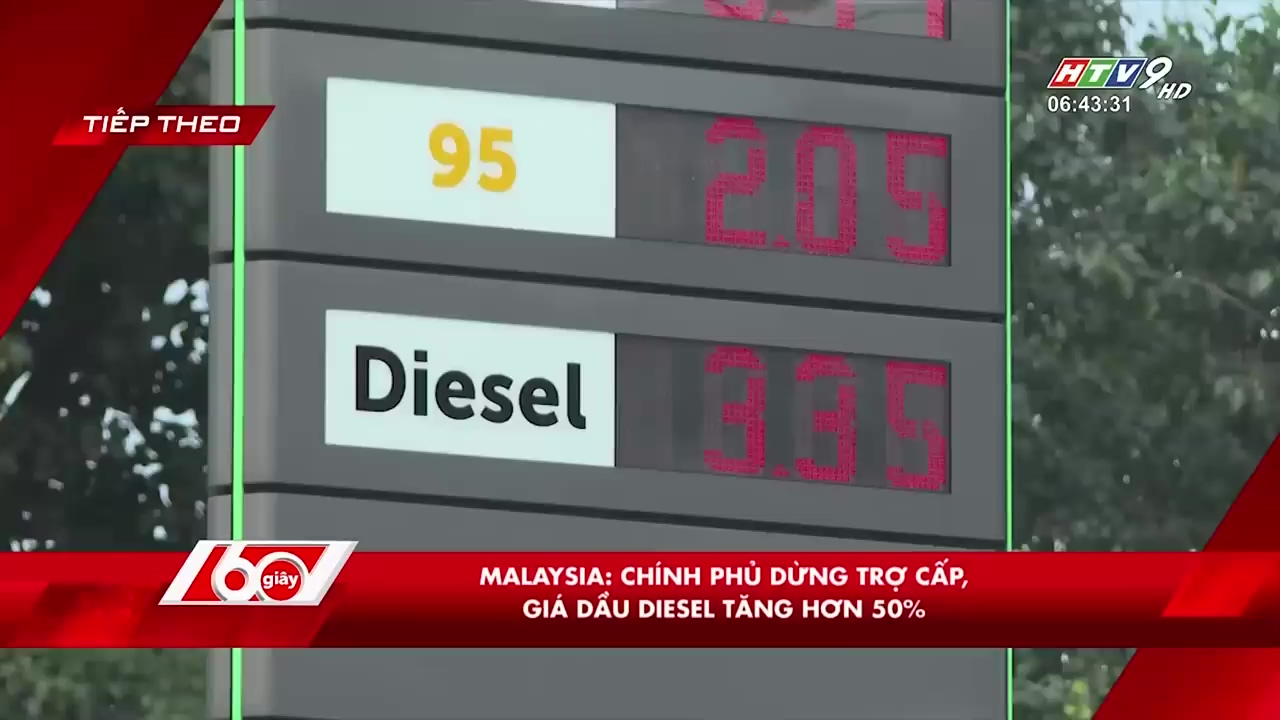 HTV9 HD
06:43:31
TIẾP THEO
95
2.05
Diesel
3.35
60 giây
MALAYSIA: CHÍNH PHỦ DỪNG TRỢ CẤP,
GIÁ DẦU DIESEL TĂNG HƠN 50%